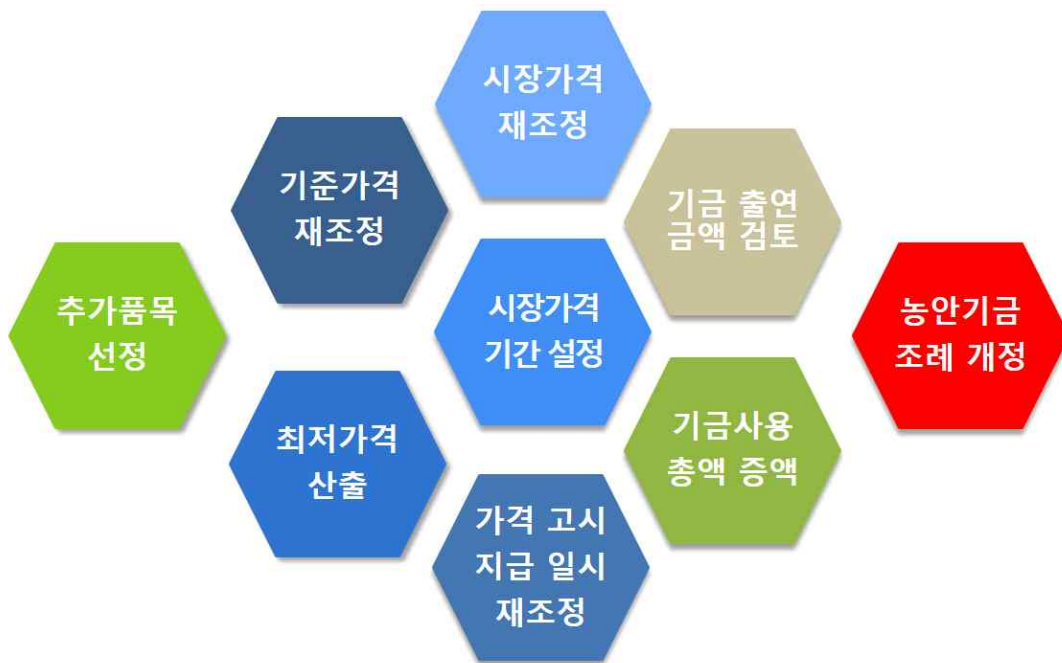 시장가격
재조정
기준가격
재조정
기금 출연
금액 검토
추가품목
선정
시장가격
기간 설정
농안기금
조례 개정
최저가격
산출
기금사용
총액 증액
가격 고시
지급 일시
재조정